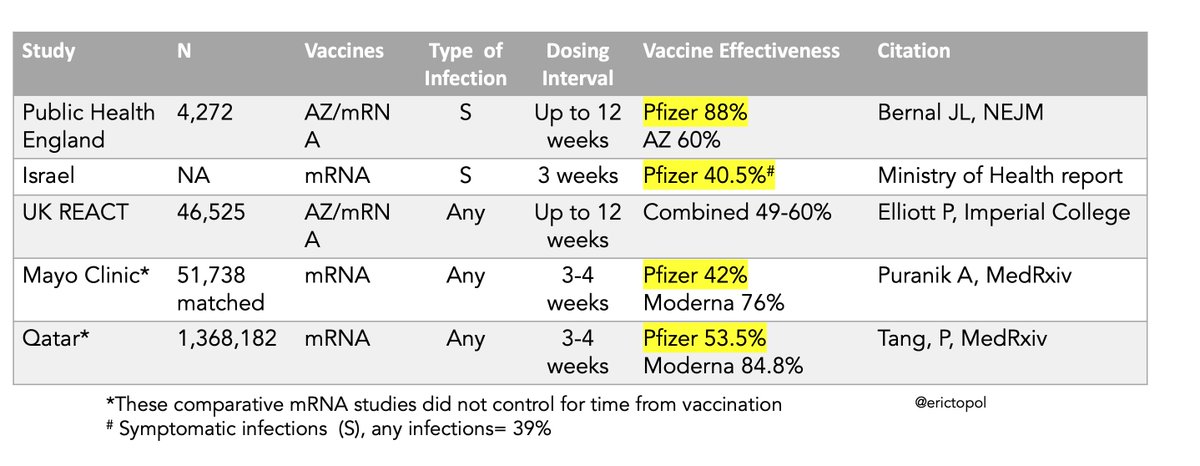 Study N Vaccines Type of Infection Dosing Interval Vaccine Effectiveness Citation
Public Health England 4,272 AZ/mRNA S Up to 12 weeks Pfizer 88% AZ 60% Bernal JL, NEJM
Israel NA mRNA S 3 weeks Pfizer 40.5%# Ministry of Health report
UK REACT 46,525 AZ/mRNA Any Up to 12 weeks Combined 49-60% Elliott P, Imperial College
Mayo Clinic* 51,738 matched mRNA Any 3-4 weeks Pfizer 42% Moderna 76% Puranik A, MedRxiv
Qatar* 1,368,182 mRNA Any 3-4 weeks Pfizer 53.5% Moderna 84.8% Tang, P, MedRxiv
*These comparative mRNA studies did not control for time from vaccination @erictopol
# Symptomatic infections (S), any infections= 39%